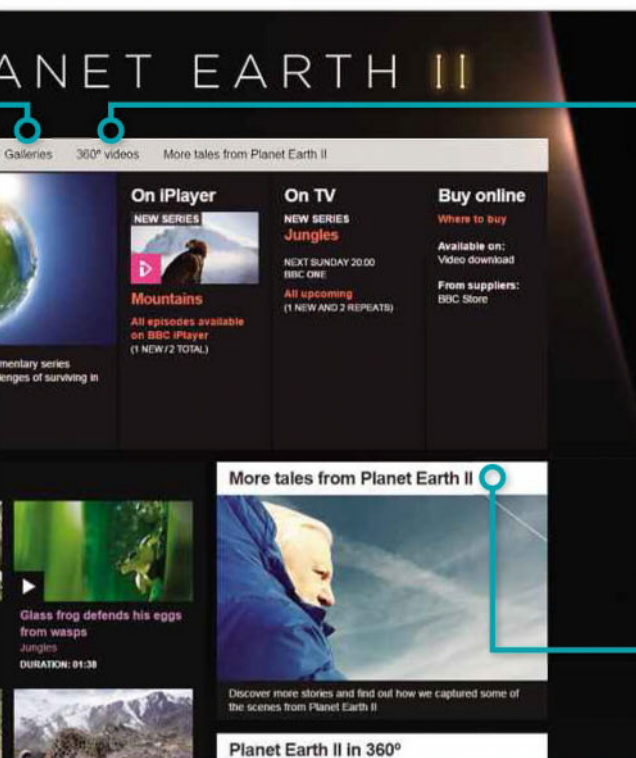 ANET EARTH II
Galleries 360º videos More tales from Planet Earth II
On iPlayer
NEW SERIES
Mountains
All episodes available
on BBC iPlayer
(1 NEW / 2 TOTAL)
On TV
NEW SERIES
Jungles
NEXT SUNDAY 20:00
BBC ONE
All upcoming
(1 NEW AND 2 REPEATS)
Buy online
Where to buy
Available on:
Video download
From suppliers:
BBC Store
mentary series
enges of surviving in
Glass frog defends his eggs
from wasps
Jungles
DURATION: 01:38
More tales from Planet Earth II
Discover more stories and find out how we captured some of
the scenes from Planet Earth II
Planet Earth II in 360º